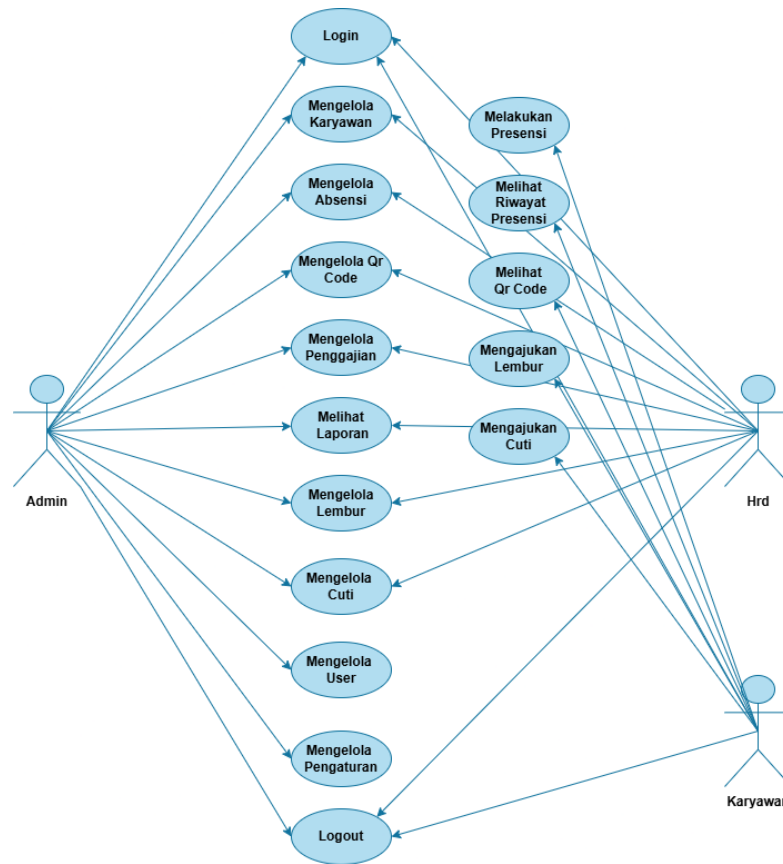 Login
Mengelola
Karyawan
Melakukan
Presensi
Mengelola
Absensi
Melihat
Riwayat
Presensi
Mengelola Qr
Code
Melihat
Qr Code
Mengelola
Penggajian
Mengajukan
Lembur
Melihat
Laporan
Mengajukan
Cuti
Admin
Hrd
Mengelola
Lembur
Mengelola
Cuti
Mengelola
User
Mengelola
Pengaturan
Karyawan
Logout